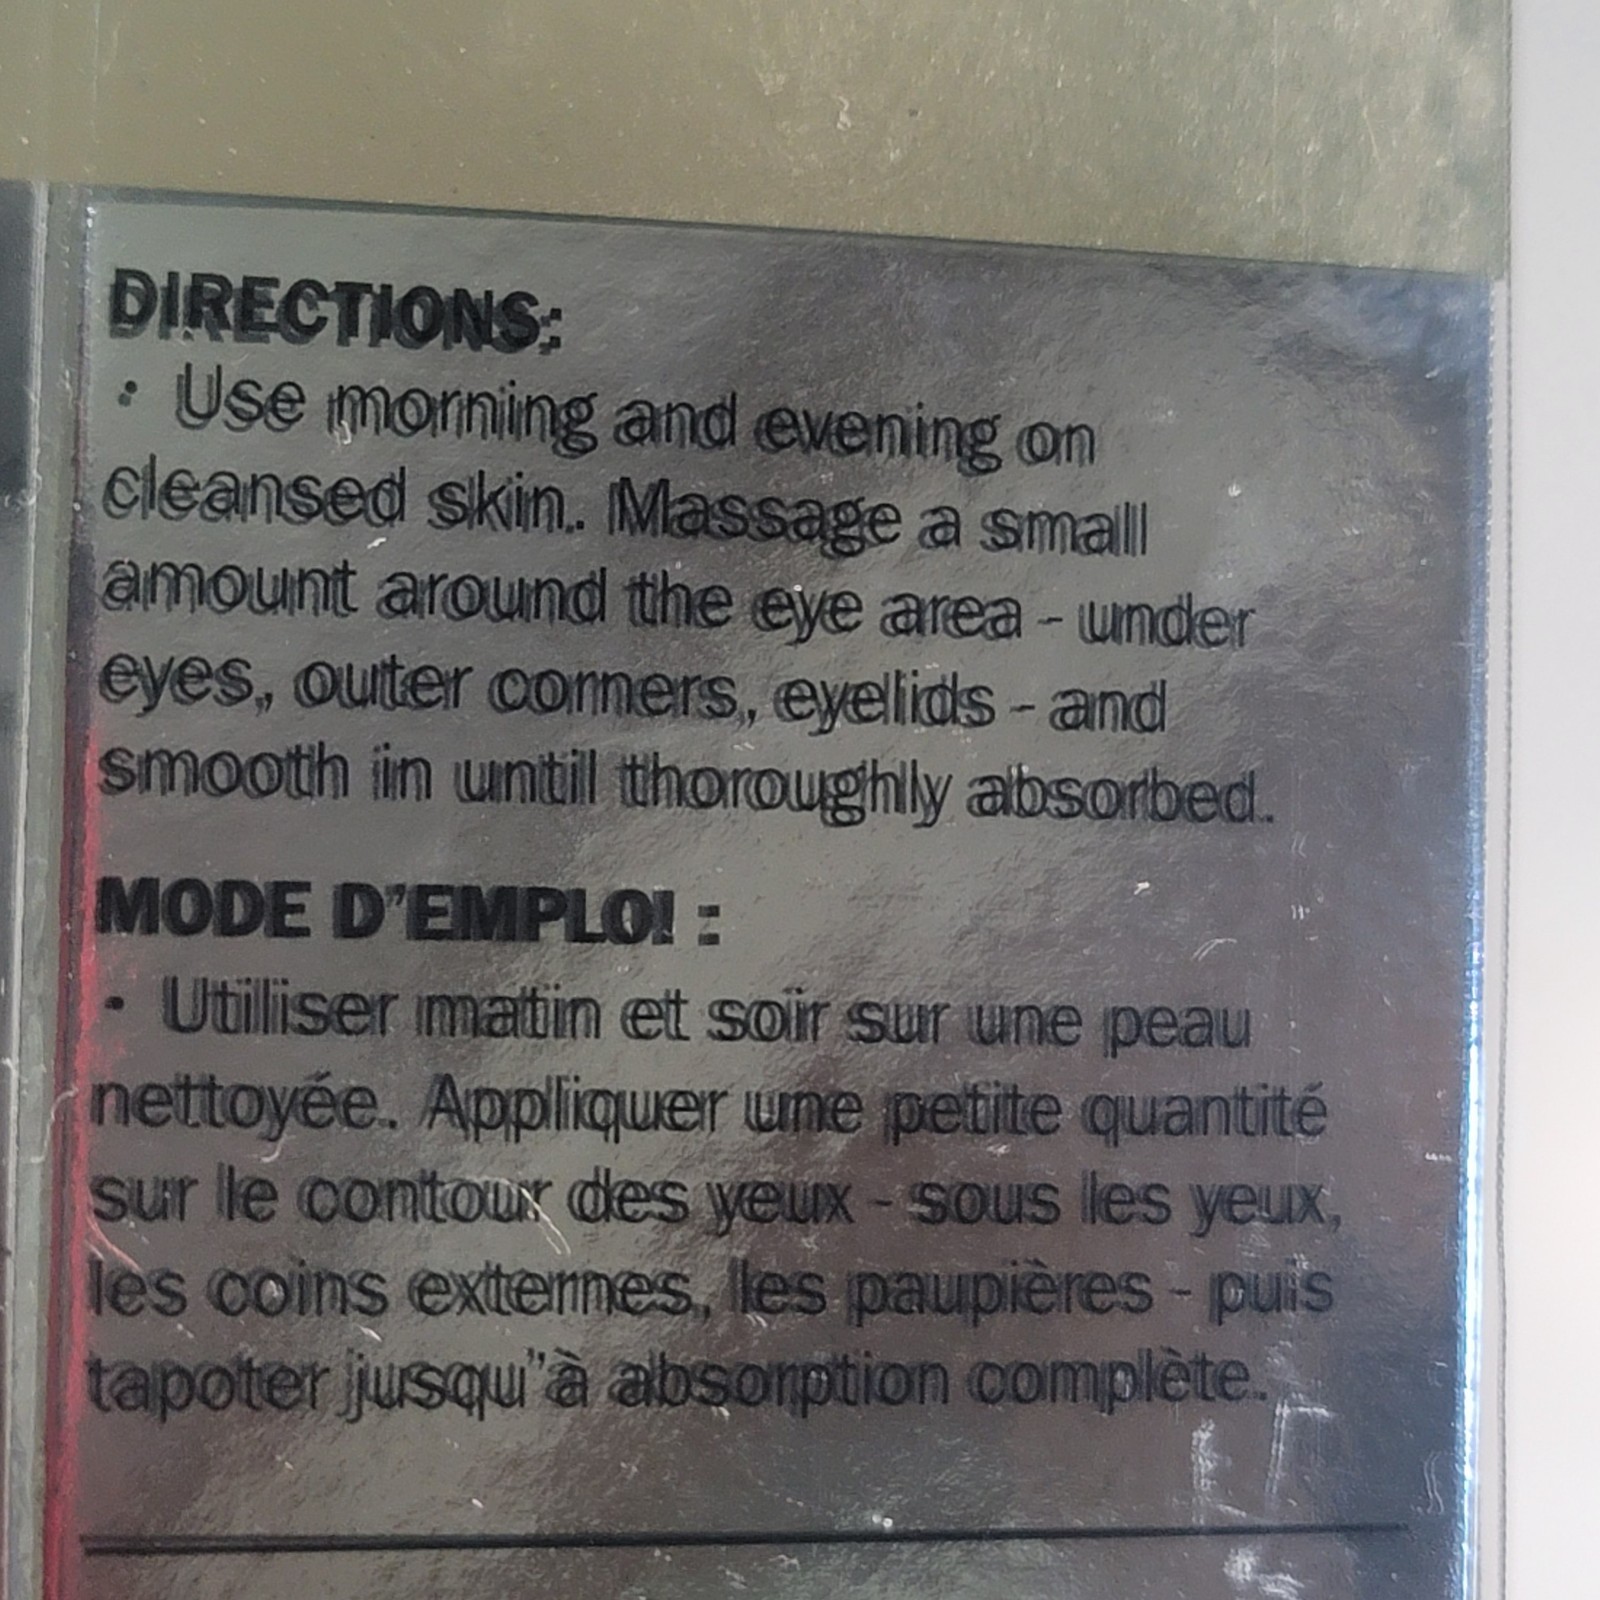 DIRECTIONS:
· Use morning and evening on
cleansed skin. Massage a small
amount around the eye area - under
eyes, outer corners, eyelids - and
smooth in until thoroughly absorbed.
MODE D'EMPLOI :
· Utiliser matin et soir sur une peau
nettoyée. Appliquer une petite quantité
sur le contour des yeux - sous les yeux,
les coins externes, les paupières - puis
tapoter jusqu'à absorption complète.